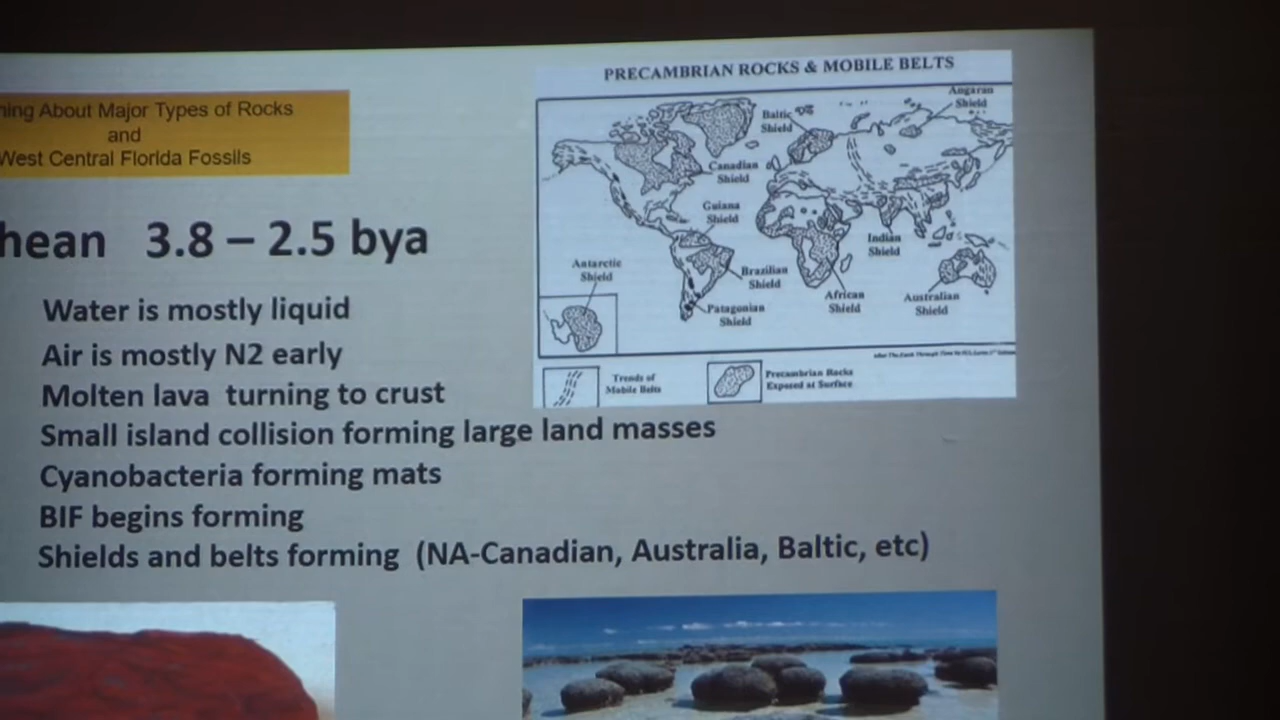 ning About Major Types of Rocks
and
West Central Florida Fossils
hean 3.8 – 2.5 bya
Water is mostly liquid
Air is mostly N2 early
Molten lava turning to crust
Small island collision forming large land masses
Cyanobacteria forming mats
BIF begins forming
Shields and belts forming (NA-Canadian, Australia, Baltic, etc)
PRECAMBRIAN ROCKS & MOBILE BELTS
Angaran
Shield
Baltic
Shield
Canadian
Shield
Guiana
Shield
Indian
Shield
Antarctic
Shield
Brazilian
Shield
African
Shield
Australian
Shield
Patagonian
Shield
Trends of
Mobile Belts
Precambrian Rocks
Exposed at Surface